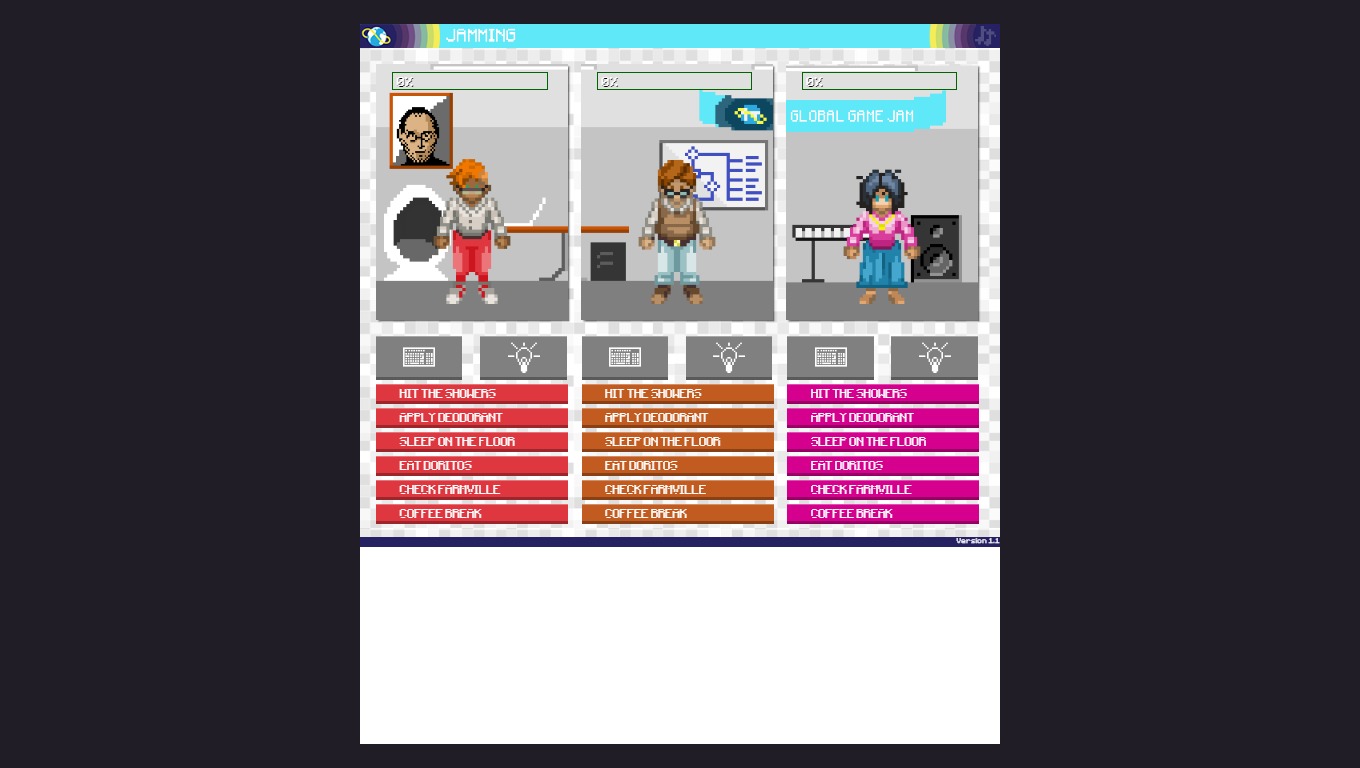 JAMMING
0% 0% 0%
GLOBAL GAME JAM
HIT THE SHOWERS HIT THE SHOWERS HIT THE SHOWERS
APPLY DEODORANT APPLY DEODORANT APPLY DEODORANT
SLEEP ON THE FLOOR SLEEP ON THE FLOOR SLEEP ON THE FLOOR
EAT DORITOS EAT DORITOS EAT DORITOS
CHECK FARMVILLE CHECK FARMVILLE CHECK FARMVILLE
COFFEE BREAK COFFEE BREAK COFFEE BREAK
Version 1.1